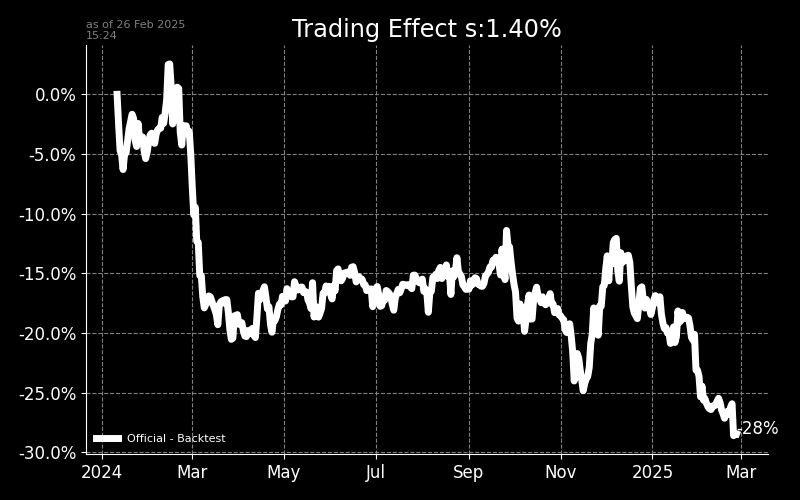 as of 26 Feb 2025
15:24
Trading Effect s:1.40%
0.0%
-5.0%
-10.0%
-15.0%
-20.0%
-25.0%
-30.0%
-28%
Official - Backtest
2024 Mar May Jul Sep Nov 2025 Mar